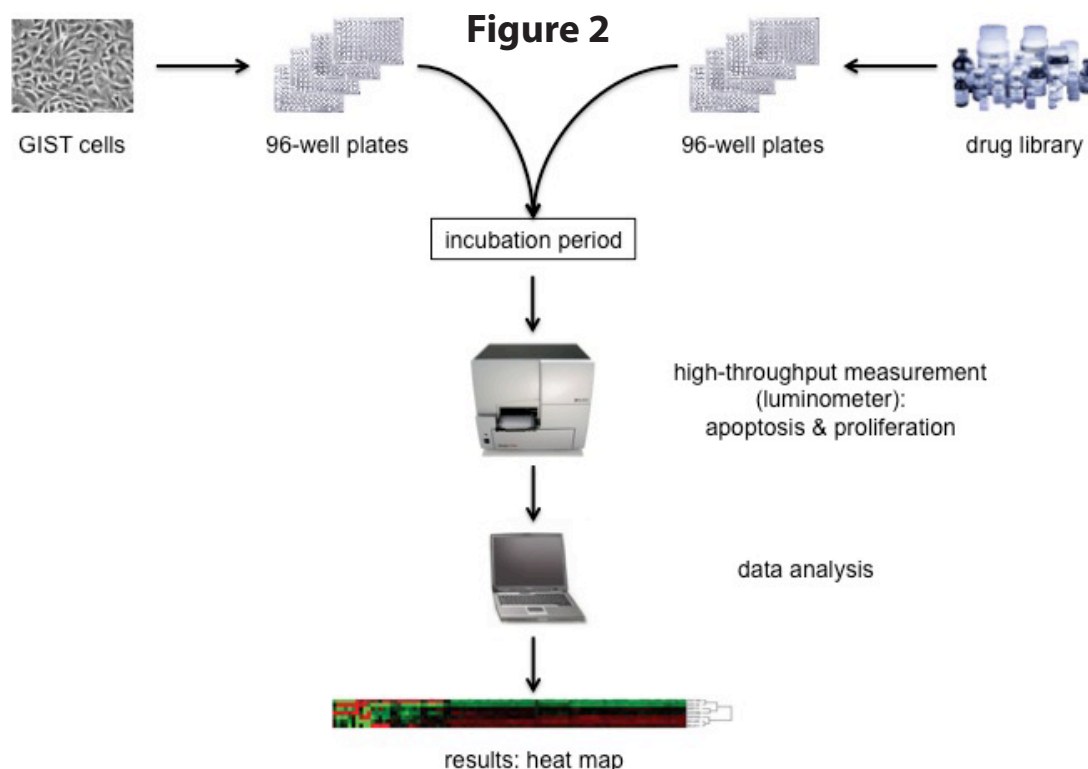 Figure 2
GIST cells
96-well plates
96-well plates
drug library
incubation period
high-throughput measurement
(luminometer):
apoptosis & proliferation
data analysis
results: heat map